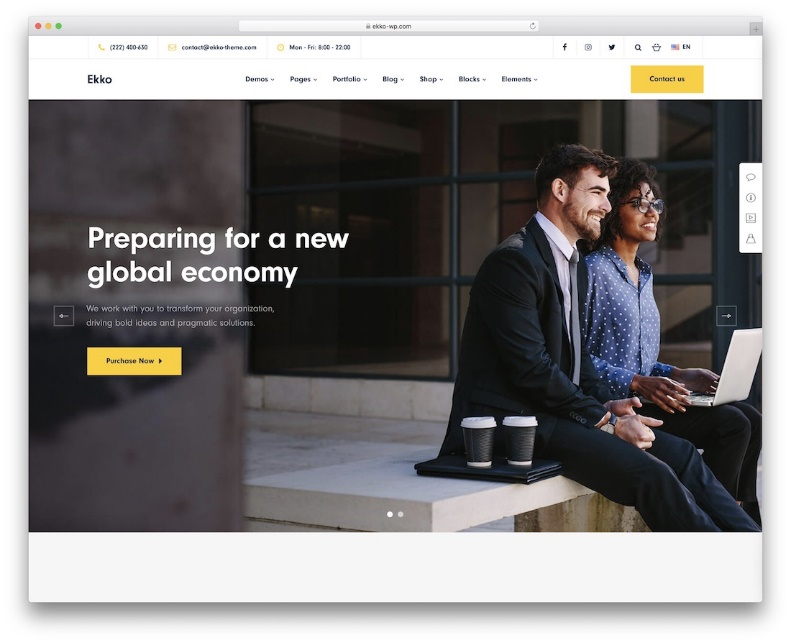 ekko-wp.com
(222) 400-630
contact@ekko-theme.com
Mon - Fri: 8:00 - 22:00
EN
Ekko
Demos
Pages
Portfolio
Blog
Shop
Blocks
Elements
Contact us
Preparing for a new
global economy
We work with you to transform your organization,
driving bold ideas and pragmatic solutions.
Purchase Now